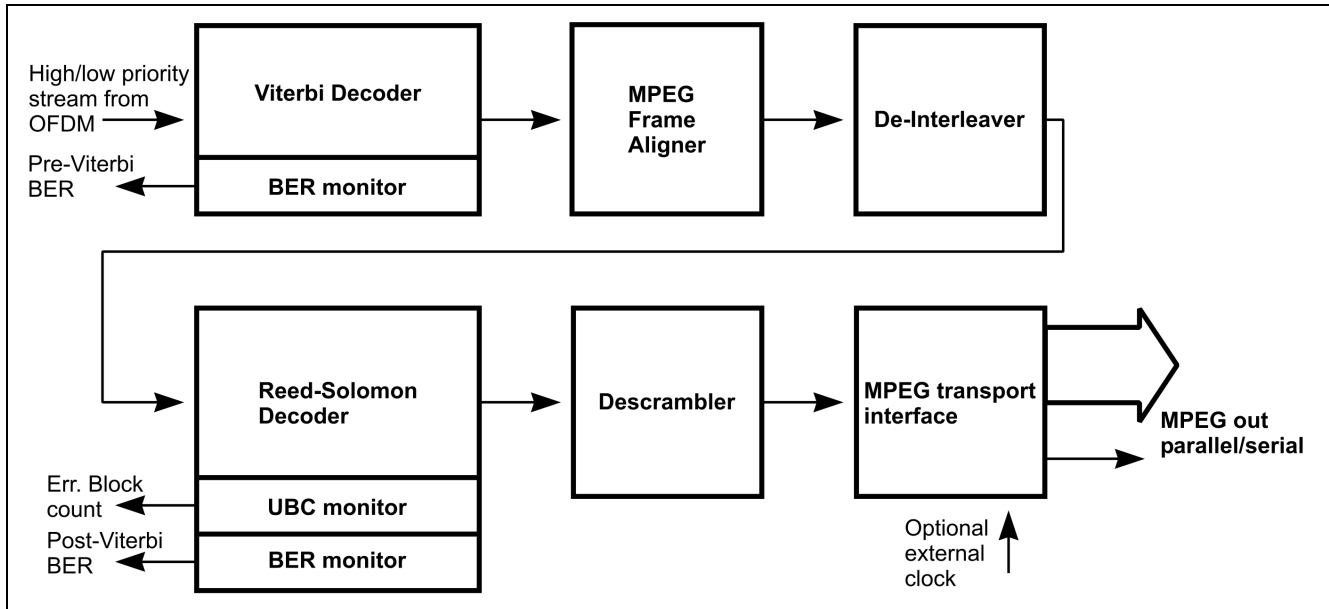 High/low priority
stream from
OFDM
Viterbi Decoder
MPEG
Frame
Aligner
De-Interleaver
Pre-Viterbi
BER
BER monitor
Reed-Solomon
Decoder
Descrambler
MPEG transport
interface
MPEG out
parallel/serial
Err. Block
count
UBC monitor
Post-Viterbi
BER
BER monitor
Optional
external
clock